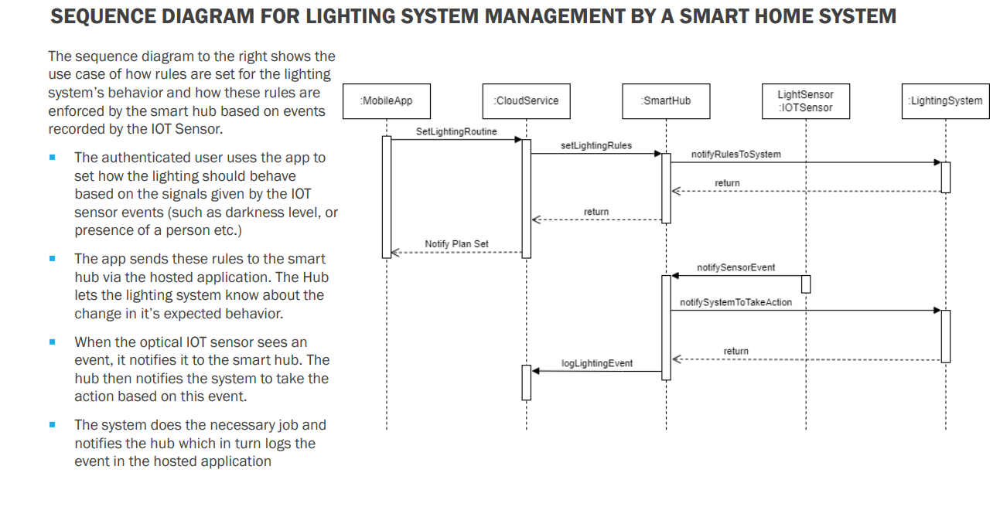 SEQUENCE DIAGRAM FOR LIGHTING SYSTEM MANAGEMENT BY A SMART HOME SYSTEM
The sequence diagram to the right shows the
use case of how rules are set for the lighting
system's behavior and how these rules are
enforced by the smart hub based on events
recorded by the IOT Sensor.
The authenticated user uses the app to
set how the lighting should behave
based on the signals given by the IOT
sensor events (such as darkness level, or
presence of a person etc.)
The app sends these rules to the smart
hub via the hosted application. The Hub
lets the lighting system know about the
change in it's expected behavior.
When the optical IOT sensor sees an
event, it notifies it to the smart hub. The
hub then notifies the system to take the
action based on this event.
The system does the necessary job and
notifies the hub which in turn logs the
event in the hosted application
:MobileApp
:CloudService
:SmartHub
LightSensor
:IOTSensor
:LightingSystem
SetLightingRoutine
setLightingRules
notifyRulesToSystem
return
return
Notify Plan Set
notifySensorEvent
notifySystemToTakeAction
return
logLightingEvent